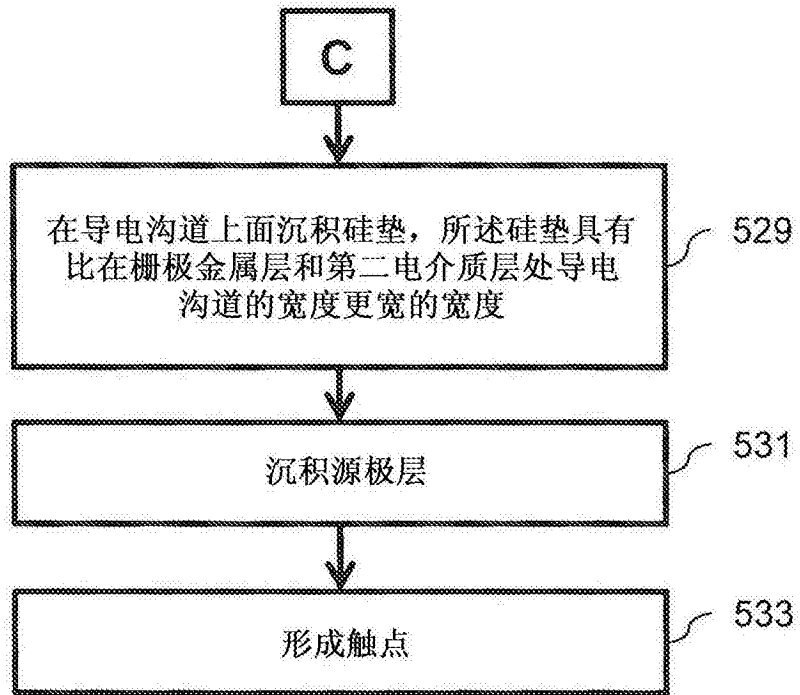 C
在导电沟道上面沉积硅垫，所述硅垫具有
比在栅极金属层和第二电介质层处导电
沟道的宽度更宽的宽度
529
沉积源极层
531
形成触点
533